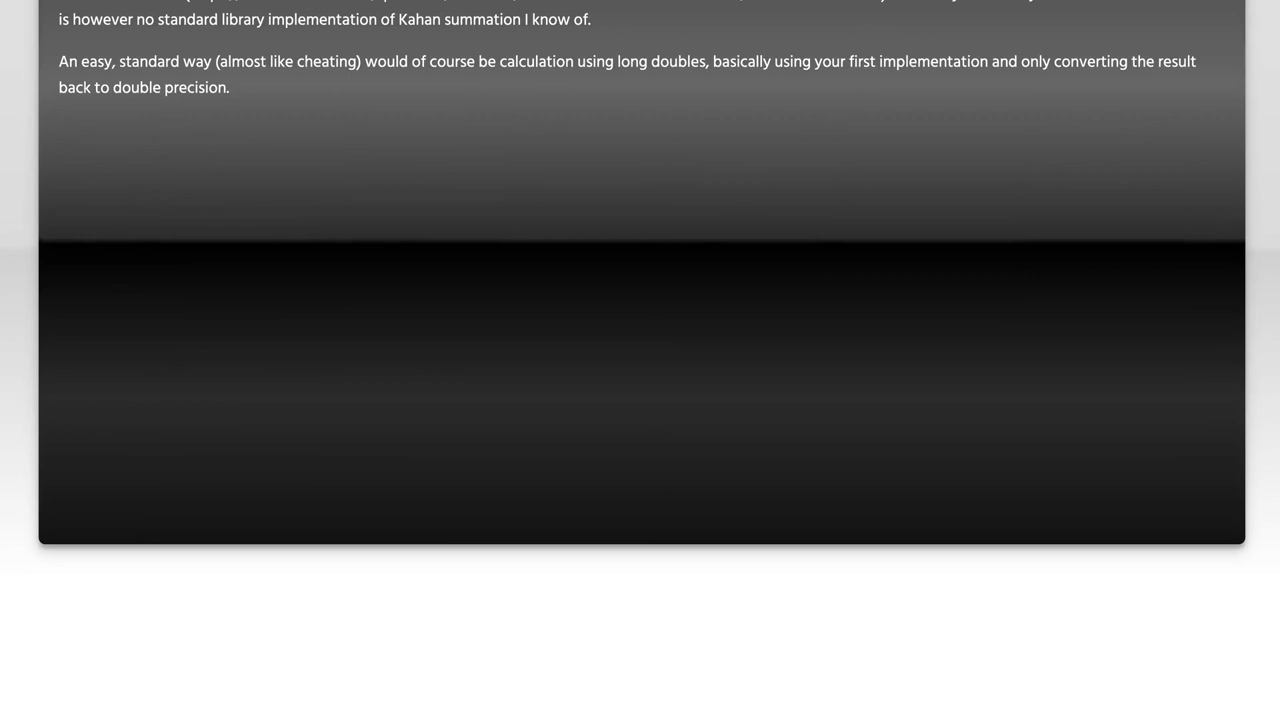 is however no standard library implementation of Kahan summation I know of.
An easy, standard way (almost like cheating) would of course be calculation using long doubles, basically using your first implementation and only converting the result
back to double precision.